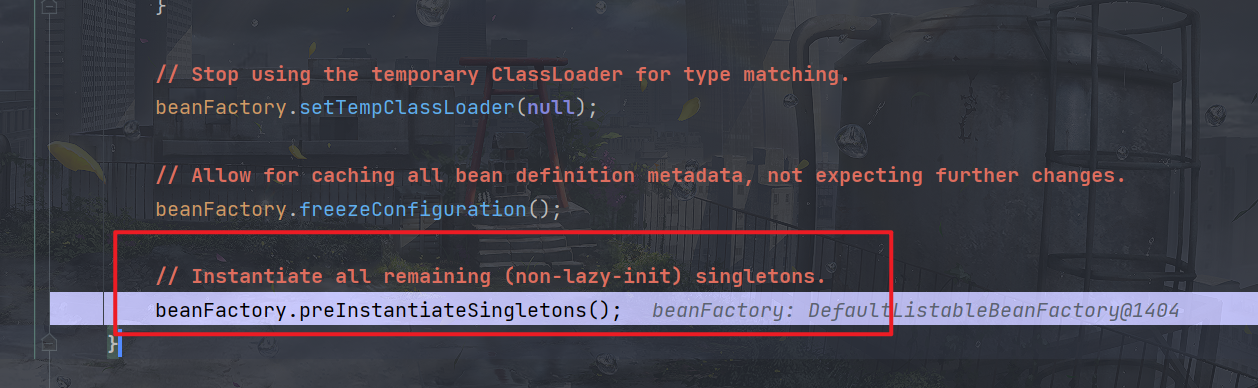 }
// Stop using the temporary ClassLoader for type matching.
beanFactory.setTempClassLoader(null);
// Allow for caching all bean definition metadata, not expecting further changes.
beanFactory.freezeConfiguration();
// Instantiate all remaining (non-lazy-init) singletons.
beanFactory.preInstantiateSingletons(); beanFactory: DefaultListableBeanFactory@1404
}